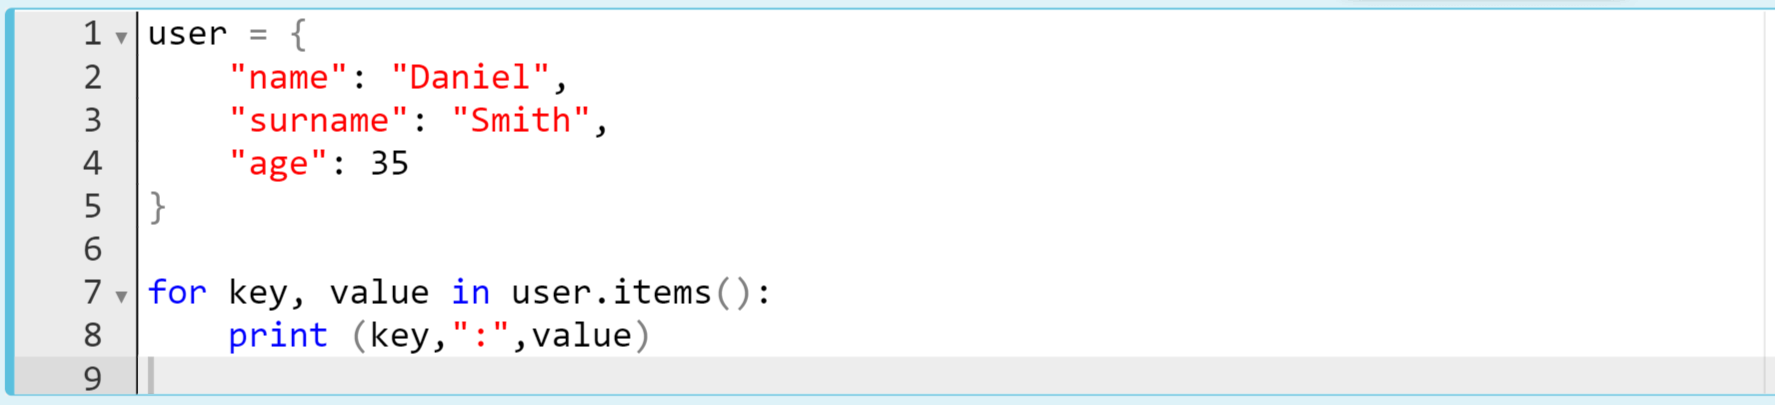 1 user = {
2     "name": "Daniel",
3     "surname": "Smith",
4     "age": 35
5 }
6
7 for key, value in user.items():
8     print (key,":",value)
9